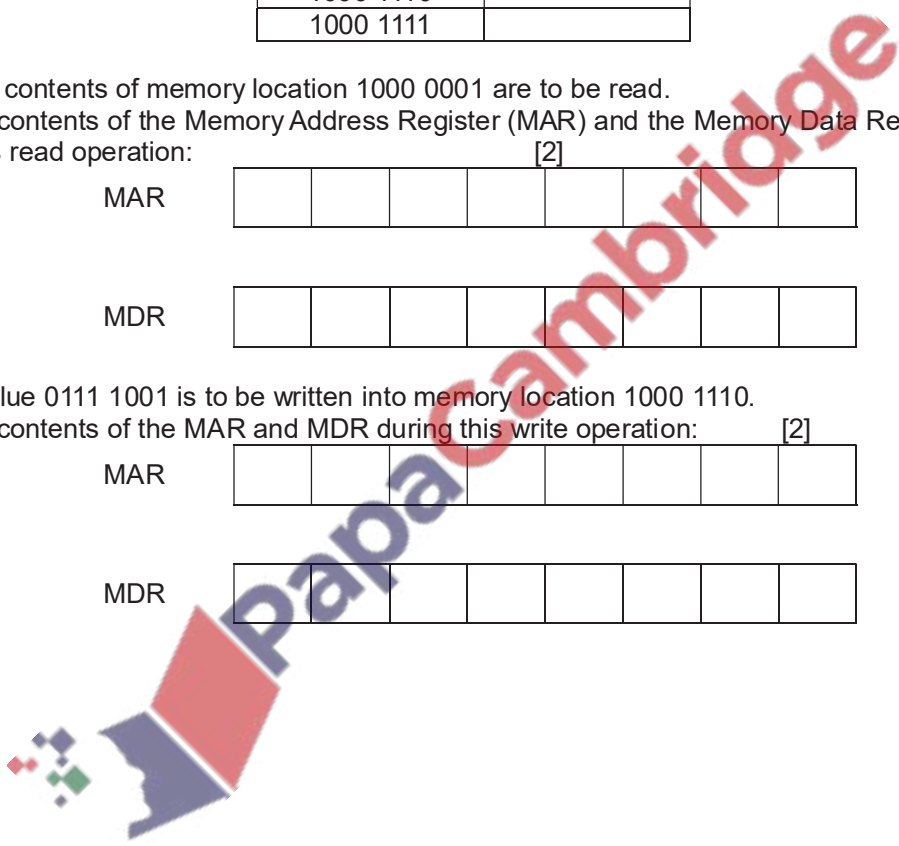 1000 1111
contents of memory location 1000 0001 are to be read.
contents of the Memory Address Register (MAR) and the Memory Data Re
read operation: [2]
MAR
MDR
lue 0111 1001 is to be written into memory location 1000 1110.
contents of the MAR and MDR during this write operation: [2]
MAR
MDR
PapaCambridge